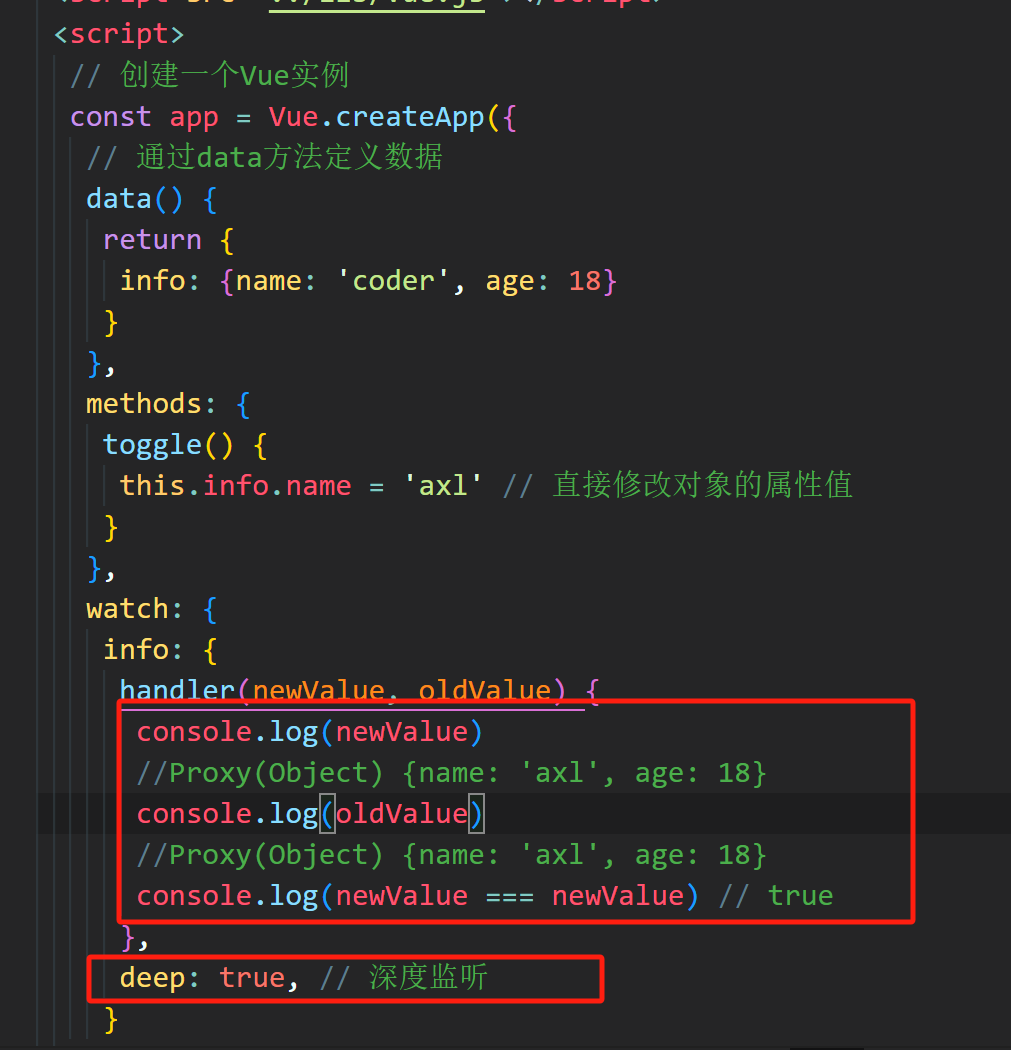 <script src="../lib/vue.js"></script>
<script>
// 创建一个Vue实例
const app = Vue.createApp({
// 通过data方法定义数据
data() {
return {
info: {name: 'coder', age: 18}
}
},
methods: {
toggle() {
this.info.name = 'axl' // 直接修改对象的属性值
}
},
watch: {
info: {
handler(newValue, oldValue) {
console.log(newValue)
//Proxy(Object) {name: 'axl', age: 18}
console.log(oldValue)
//Proxy(Object) {name: 'axl', age: 18}
console.log(newValue === newValue) // true
},
deep: true, // 深度监听
}